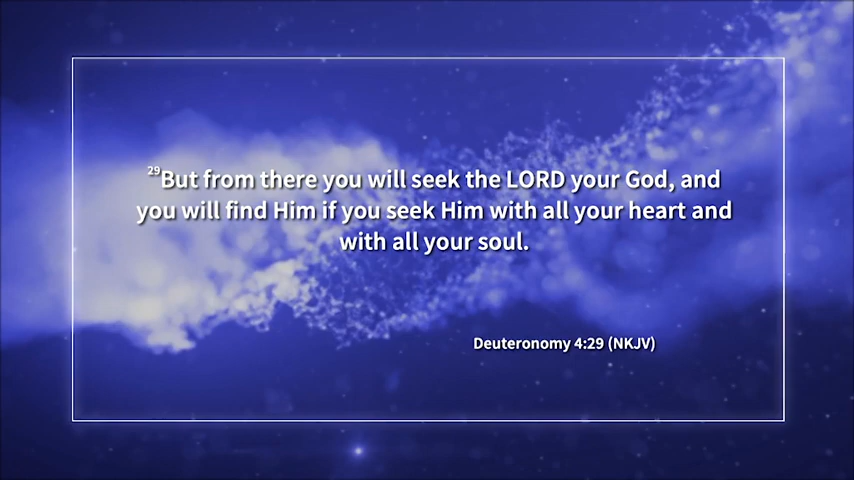 29But from there you will seek the LORD your God, and
you will find Him if you seek Him with all your heart and
with all your soul.
Deuteronomy 4:29 (NKJV)